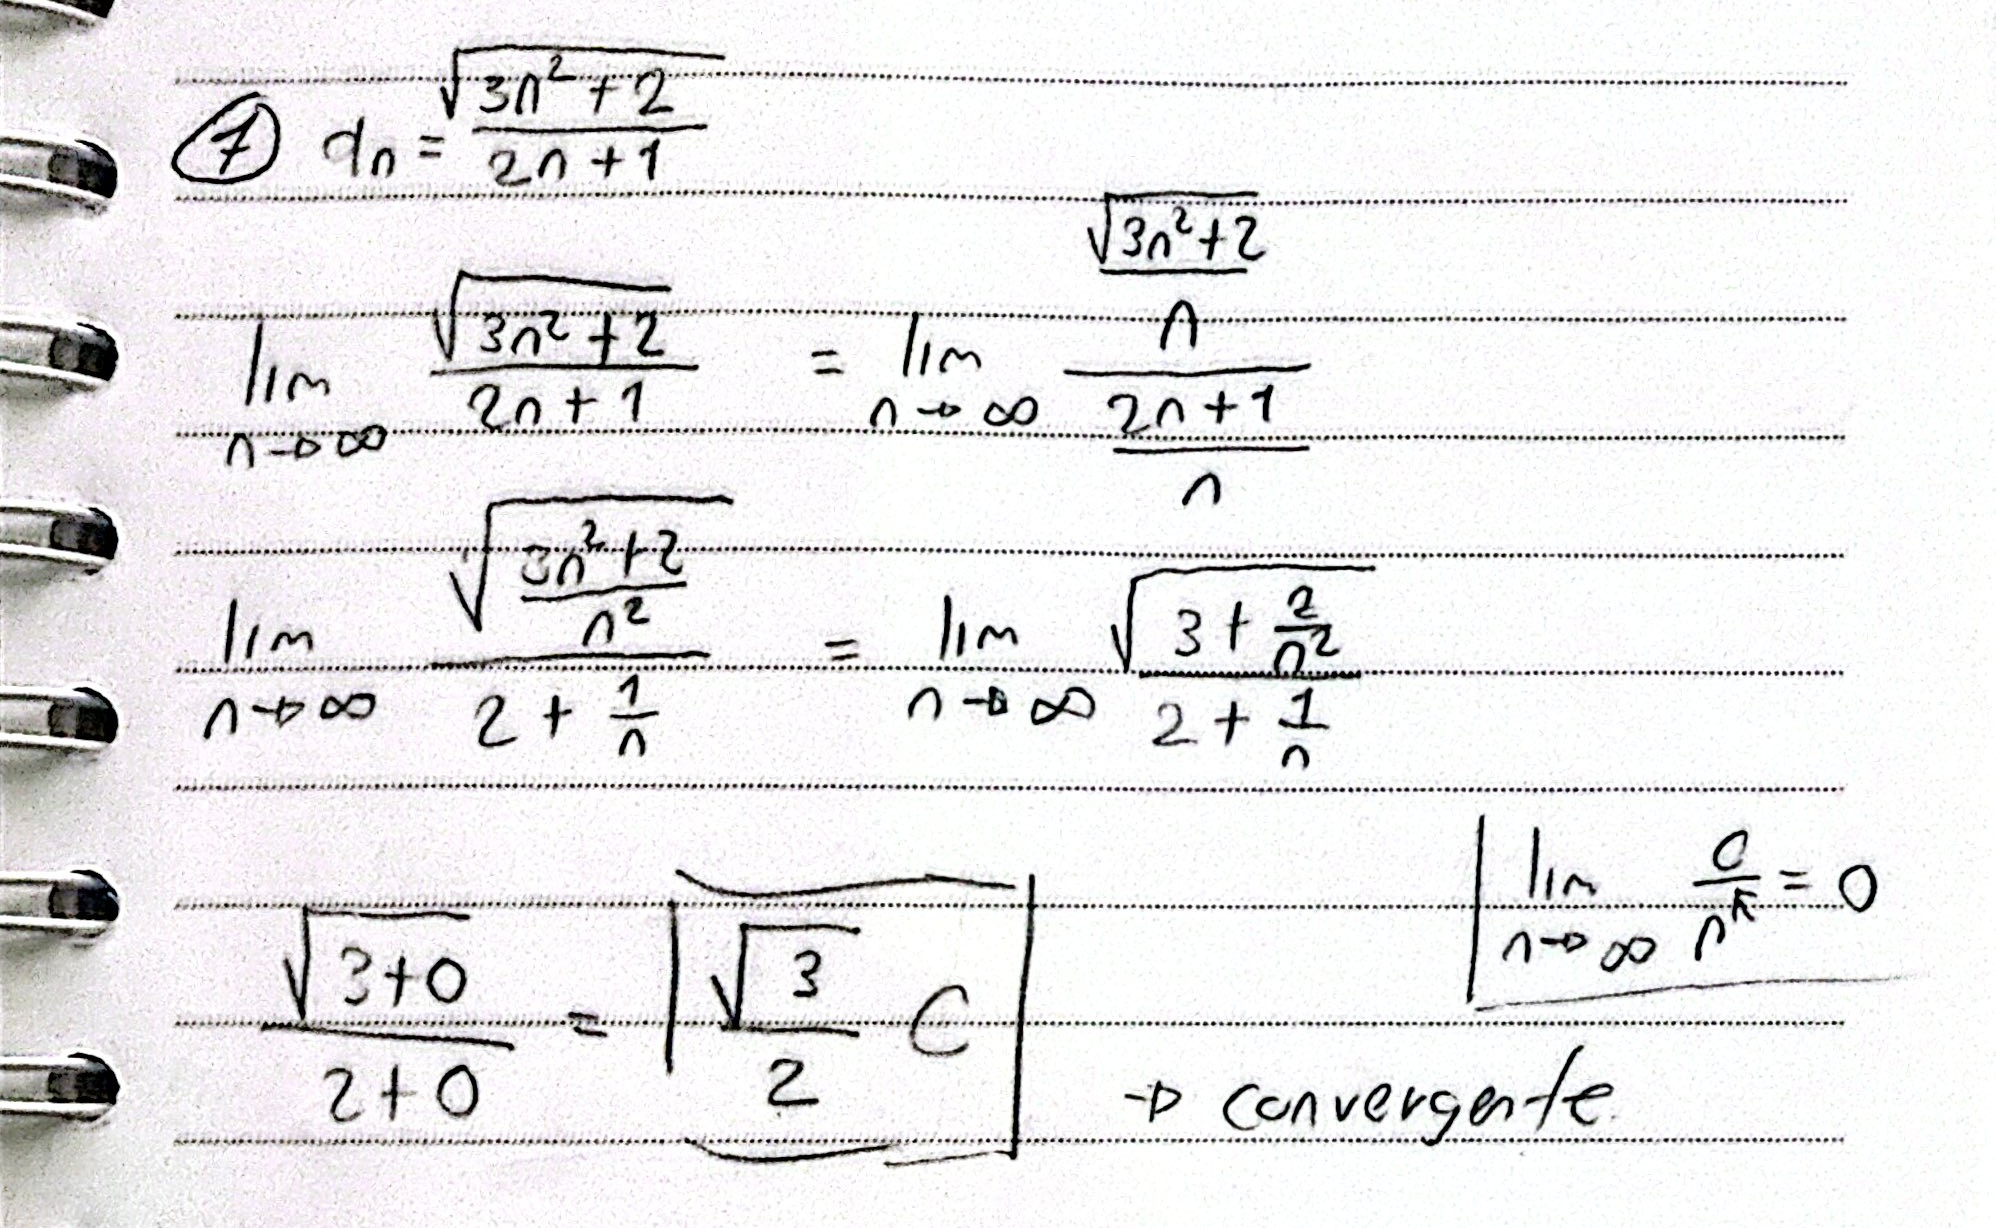 ⑦ aₙ = √(3n² + 2) / (2n + 1)
lim n→∞ √(3n² + 2) / (2n + 1) = lim n→∞ (√(3n² + 2) / n) / ((2n + 1) / n)
lim n→∞ √((3n² + 2) / n²) / (2 + 1/n) = lim n→∞ √(3 + 2/n²) / (2 + 1/n)
lim n→∞ c/nᵏ = 0
√(3 + 0) / (2 + 0) = √3 / 2 C
→ convergente